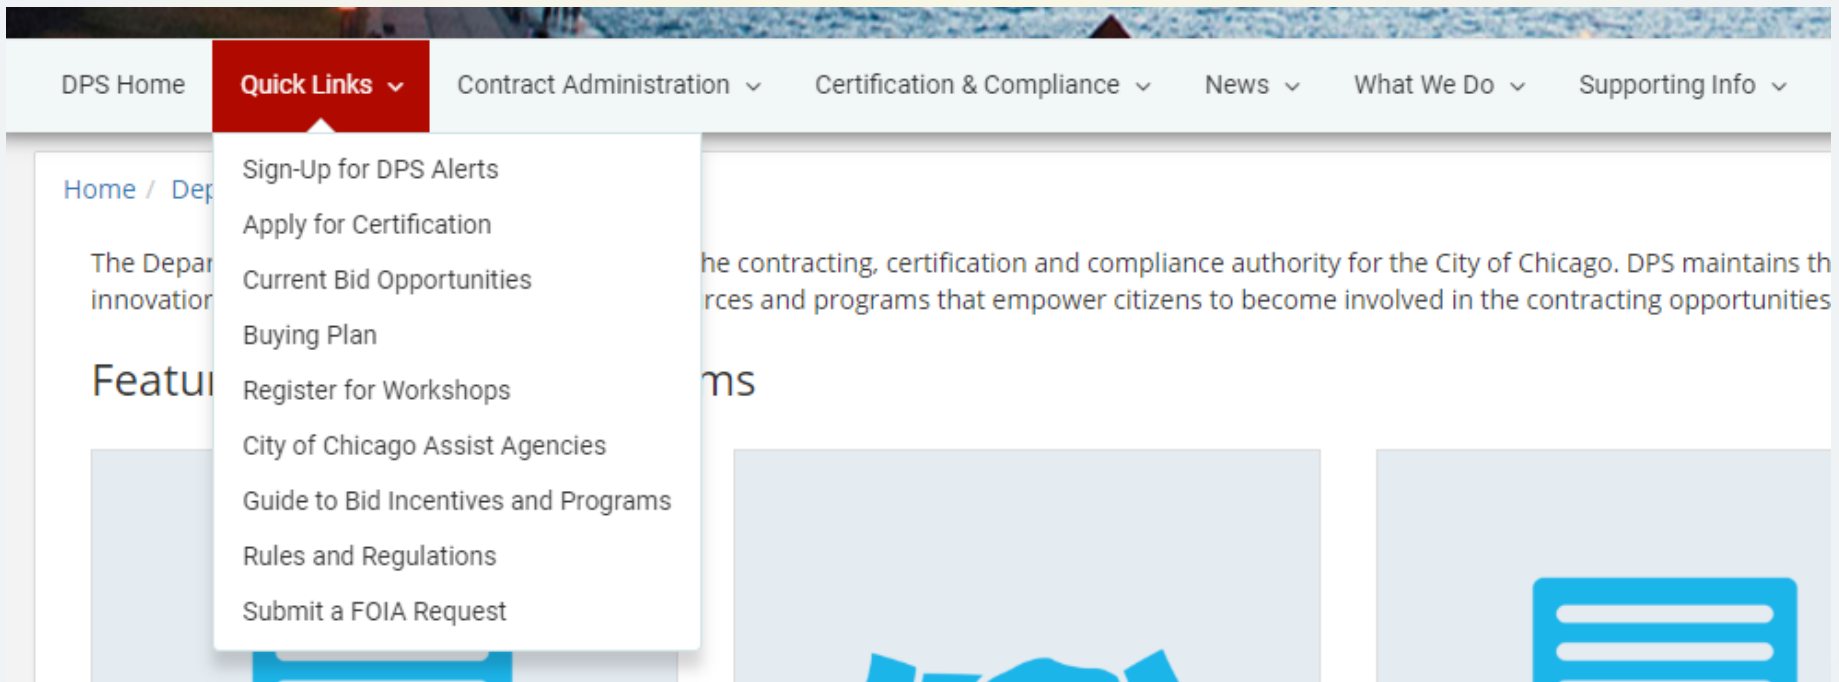 DPS Home Quick Links Contract Administration Certification & Compliance News What We Do Supporting Info
Sign-Up for DPS Alerts
Home /
Apply for Certification
The he contracting, certification and compliance authority for the City of Chicago. DPS maintains th
Current Bid Opportunities
rces and programs that empower citizens to become involved in the contracting opportunities
Buying Plan
ms
Register for Workshops
City of Chicago Assist Agencies
Guide to Bid Incentives and Programs
Rules and Regulations
Submit a FOIA Request